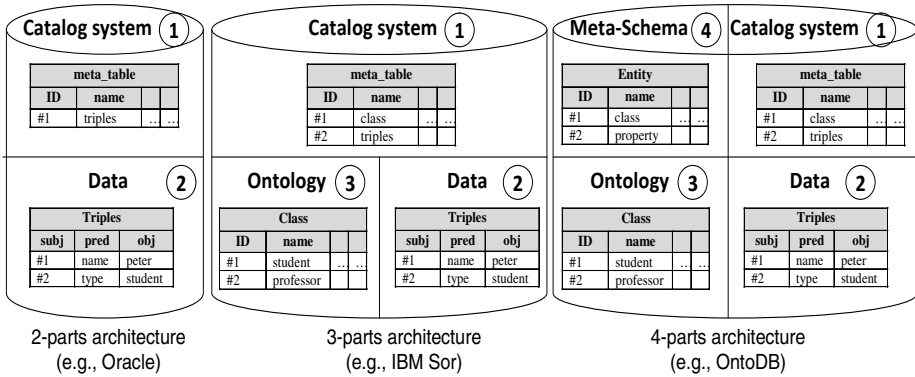 Catalog system 1
meta_table
ID name
#1 triples ... ...
Data 2
Triples
subj pred obj
#1 name peter
#2 type student
2-parts architecture
(e.g., Oracle)
Catalog system 1
meta_table
ID name
#1 class ... ...
#2 triples
Ontology 3
Class
ID name
#1 student ... ...
#2 professor
Data 2
Triples
subj pred obj
#1 name peter
#2 type student
3-parts architecture
(e.g., IBM Sor)
Meta-Schema 4
Entity
ID name
#1 class ... ...
#2 property
Catalog system 1
meta_table
ID name
#1 class ... ...
#2 triples
Ontology 3
Class
ID name
#1 student ... ...
#2 professor
Data 2
Triples
subj pred obj
#1 name peter
#2 type student
4-parts architecture
(e.g., OntoDB)